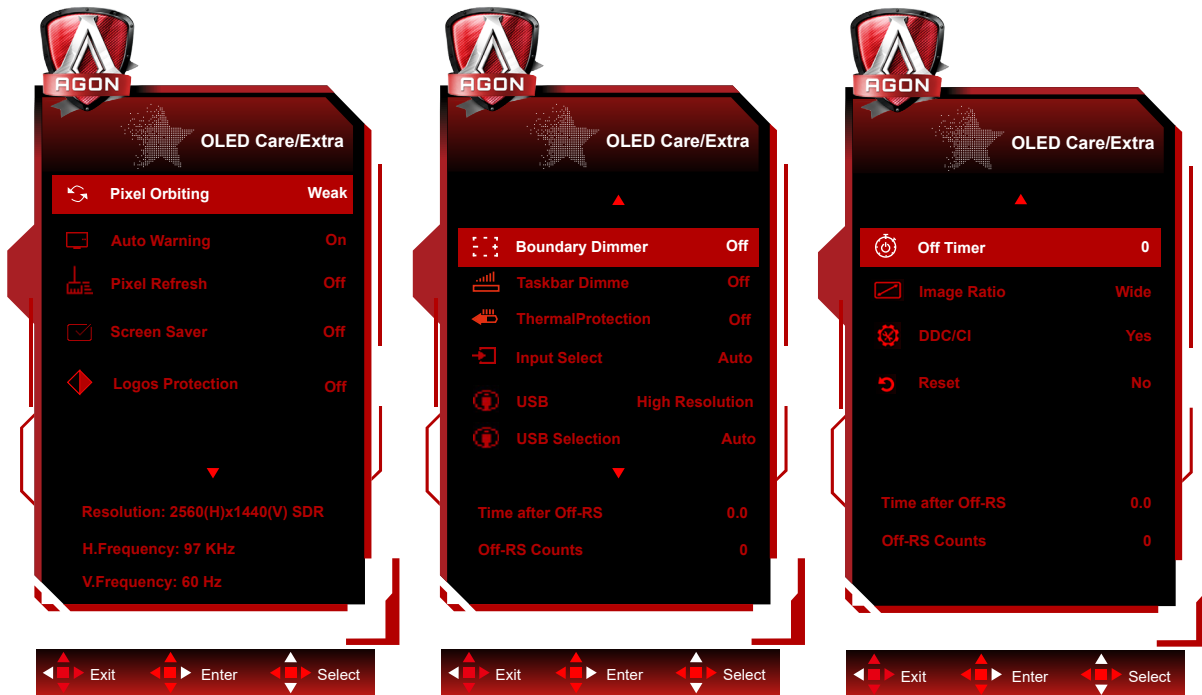 AGON
OLED Care/Extra
Pixel Orbiting Weak
Auto Warning On
Pixel Refresh Off
Screen Saver Off
Logos Protection Off
Resolution: 2560(H)x1440(V) SDR
H.Frequency: 97 KHz
V.Frequency: 60 Hz
Exit Enter Select
AGON
OLED Care/Extra
Boundary Dimmer Off
Taskbar Dimme Off
ThermalProtection Off
Input Select Auto
USB High Resolution
USB Selection Auto
Time after Off-RS 0.0
Off-RS Counts 0
Exit Enter Select
AGON
OLED Care/Extra
Off Timer 0
Image Ratio Wide
DDC/CI Yes
Reset No
Time after Off-RS 0.0
Off-RS Counts 0
Exit Enter Select